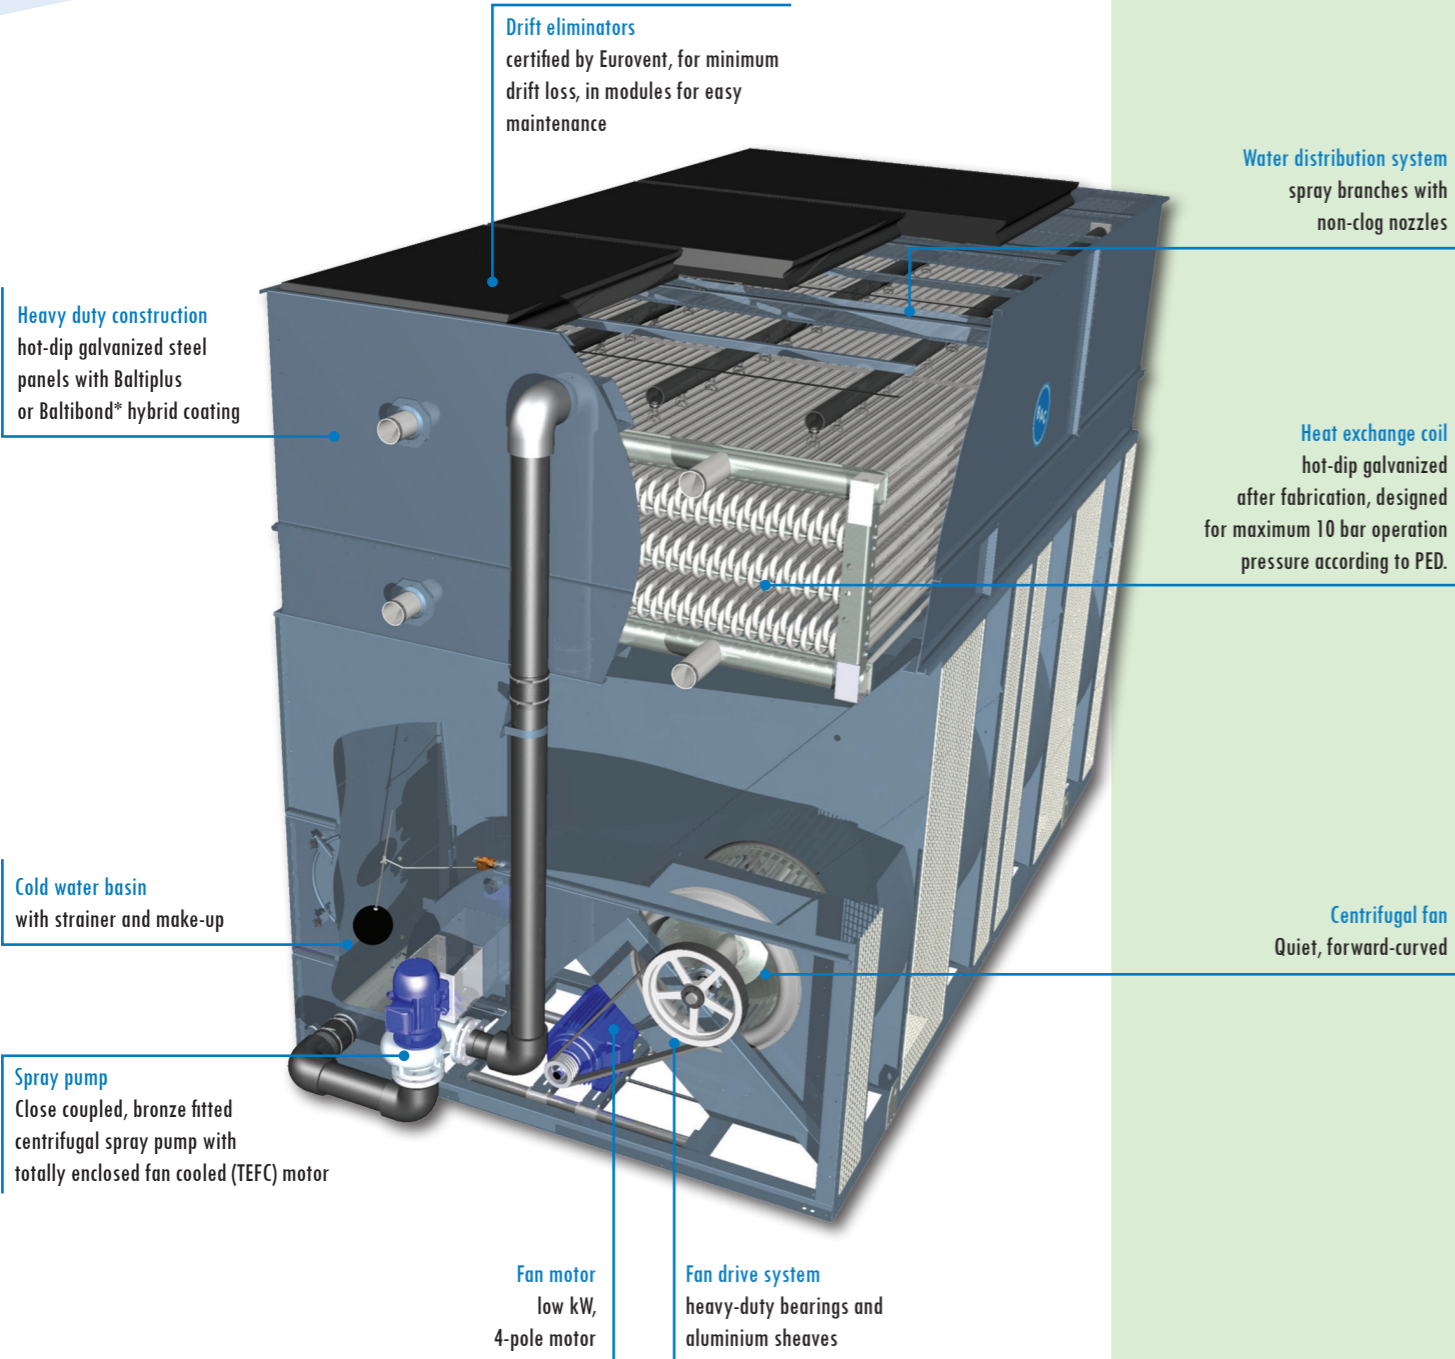 Drift eliminators
certified by Eurovent, for minimum
drift loss, in modules for easy
maintenance
Water distribution system
spray branches with
non-clog nozzles
Heavy duty construction
hot-dip galvanized steel
panels with Baltiplus
or Baltibond* hybrid coating
BAC
Heat exchange coil
hot-dip galvanized
after fabrication, designed
for maximum 10 bar operation
pressure according to PED.
Cold water basin
with strainer and make-up
Centrifugal fan
Quiet, forward-curved
Spray pump
Close coupled, bronze fitted
centrifugal spray pump with
totally enclosed fan cooled (TEFC) motor
Fan motor
low kW,
4-pole motor
Fan drive system
heavy-duty bearings and
aluminium sheaves